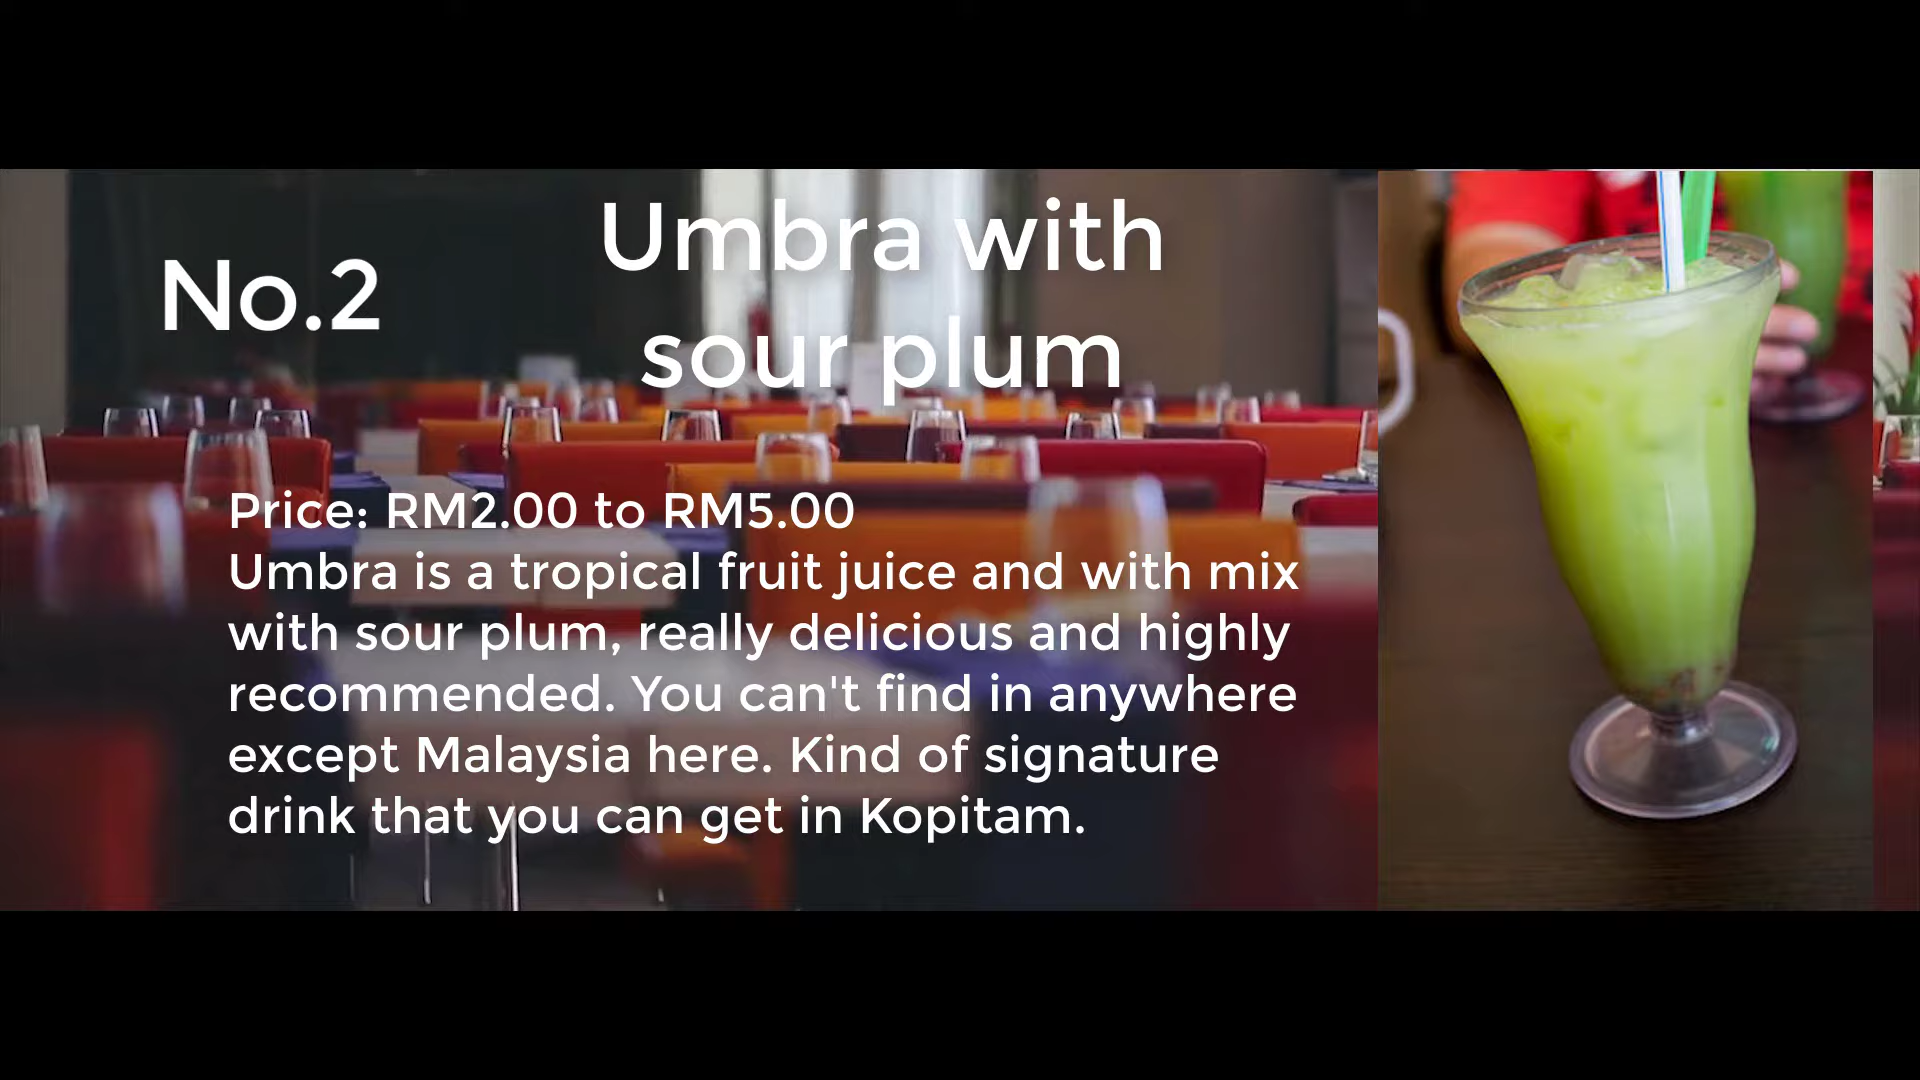 No.2
Umbra with
sour plum
Price: RM2.00 to RM5.00
Umbra is a tropical fruit juice and with mix
with sour plum, really delicious and highly
recommended. You can't find in anywhere
except Malaysia here. Kind of signature
drink that you can get in Kopitam.